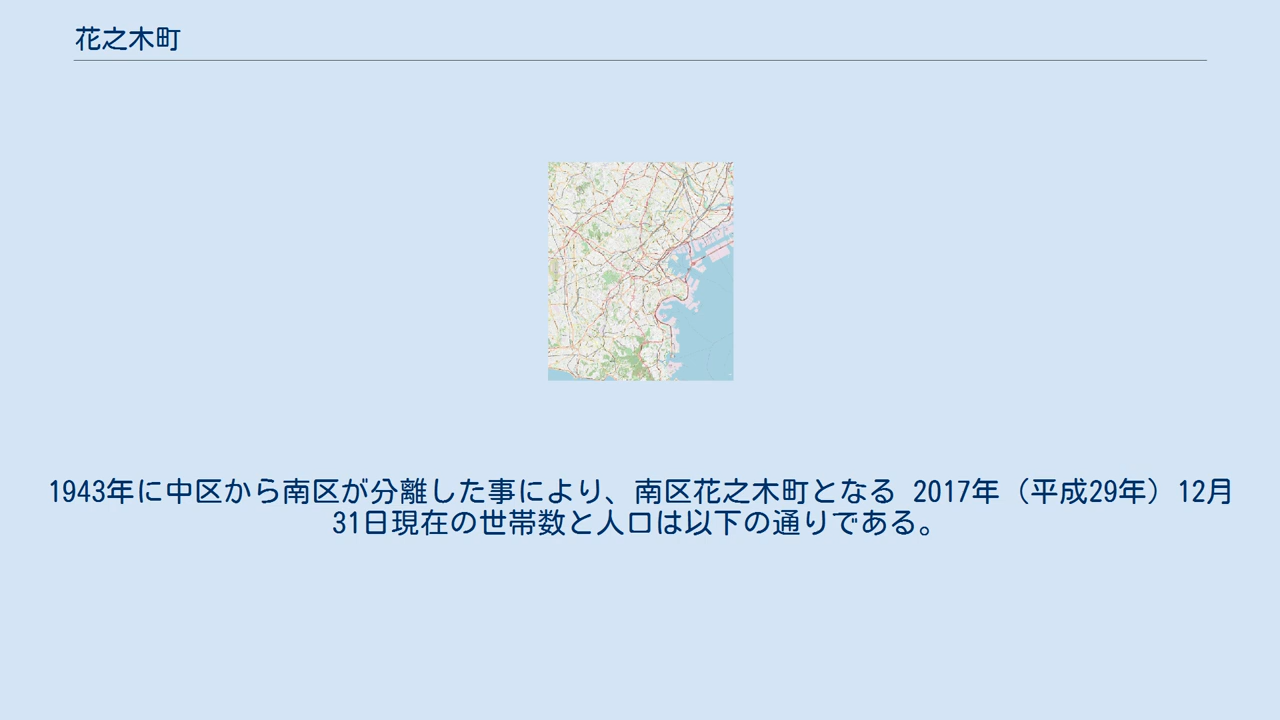 花之木町
1943年に中区から南区が分離した事により、南区花之木町となる 2017年（平成29年）12月
31日現在の世帯数と人口は以下の通りである。